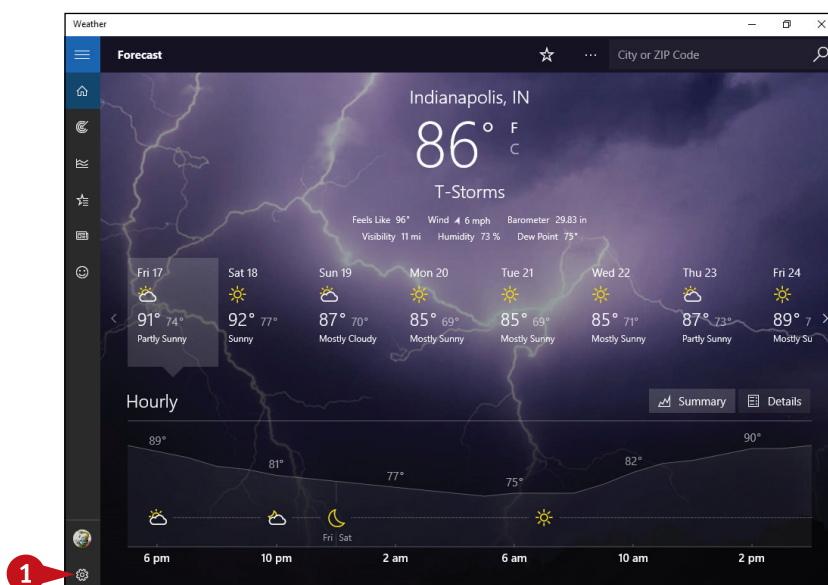 Weather
Forecast
City or ZIP Code
Indianapolis, IN
86° F
C
T-Storms
Feels Like 96° Wind 6 mph Barometer 29.83 in
Visibility 11 mi Humidity 73 % Dew Point 75°
Fri 17 Sat 18 Sun 19 Mon 20 Tue 21 Wed 22 Thu 23 Fri 24
91° 74° 92° 77° 87° 70° 85° 69° 85° 69° 85° 71° 87° 73° 89° 7
Partly Sunny Sunny Mostly Cloudy Mostly Sunny Mostly Sunny Mostly Sunny Partly Sunny Mostly Su
Hourly Summary Details
89° 81° 77° 75° 82° 90°
Fri Sat
6 pm 10 pm 2 am 6 am 10 am 2 pm
1